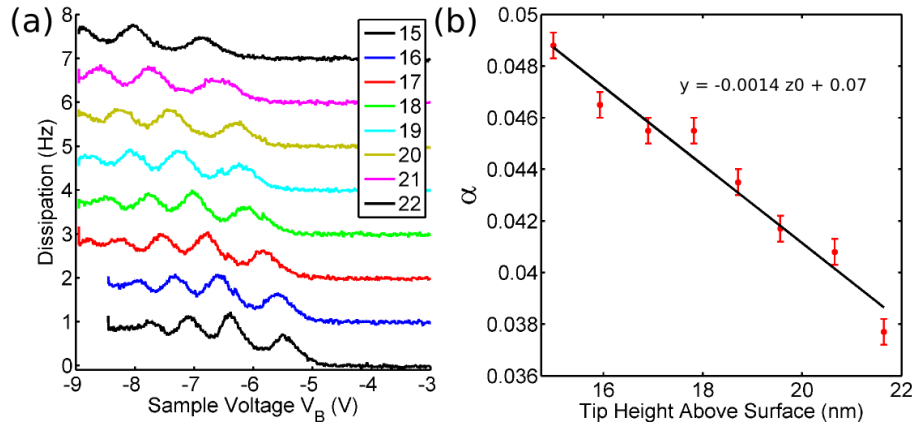 (a)
8
7
6
5
4
3
2
1
0
Dissipation (Hz)
-9 -8 -7 -6 -5 -4 -3
Sample Voltage V_B (V)
15
16
17
18
19
20
21
22
(b)
0.05
0.048
0.046
0.044
0.042
0.04
0.038
0.036
α
y = -0.0014 z0 + 0.07
16 18 20 22
Tip Height Above Surface (nm)